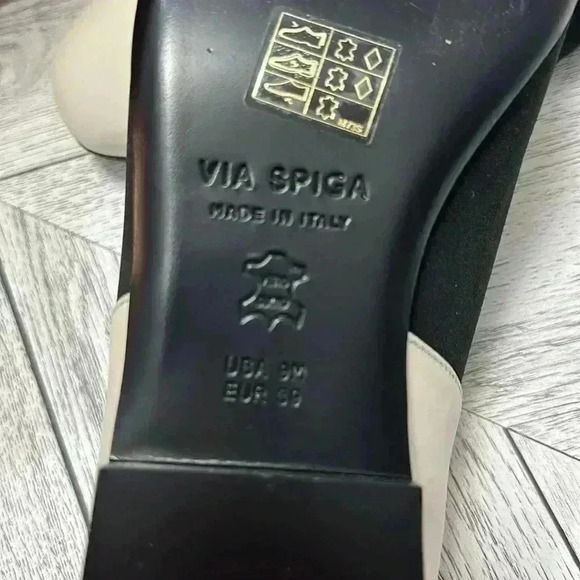 VIA SPIGA
MADE IN ITALY
USA 9M
EUR 39